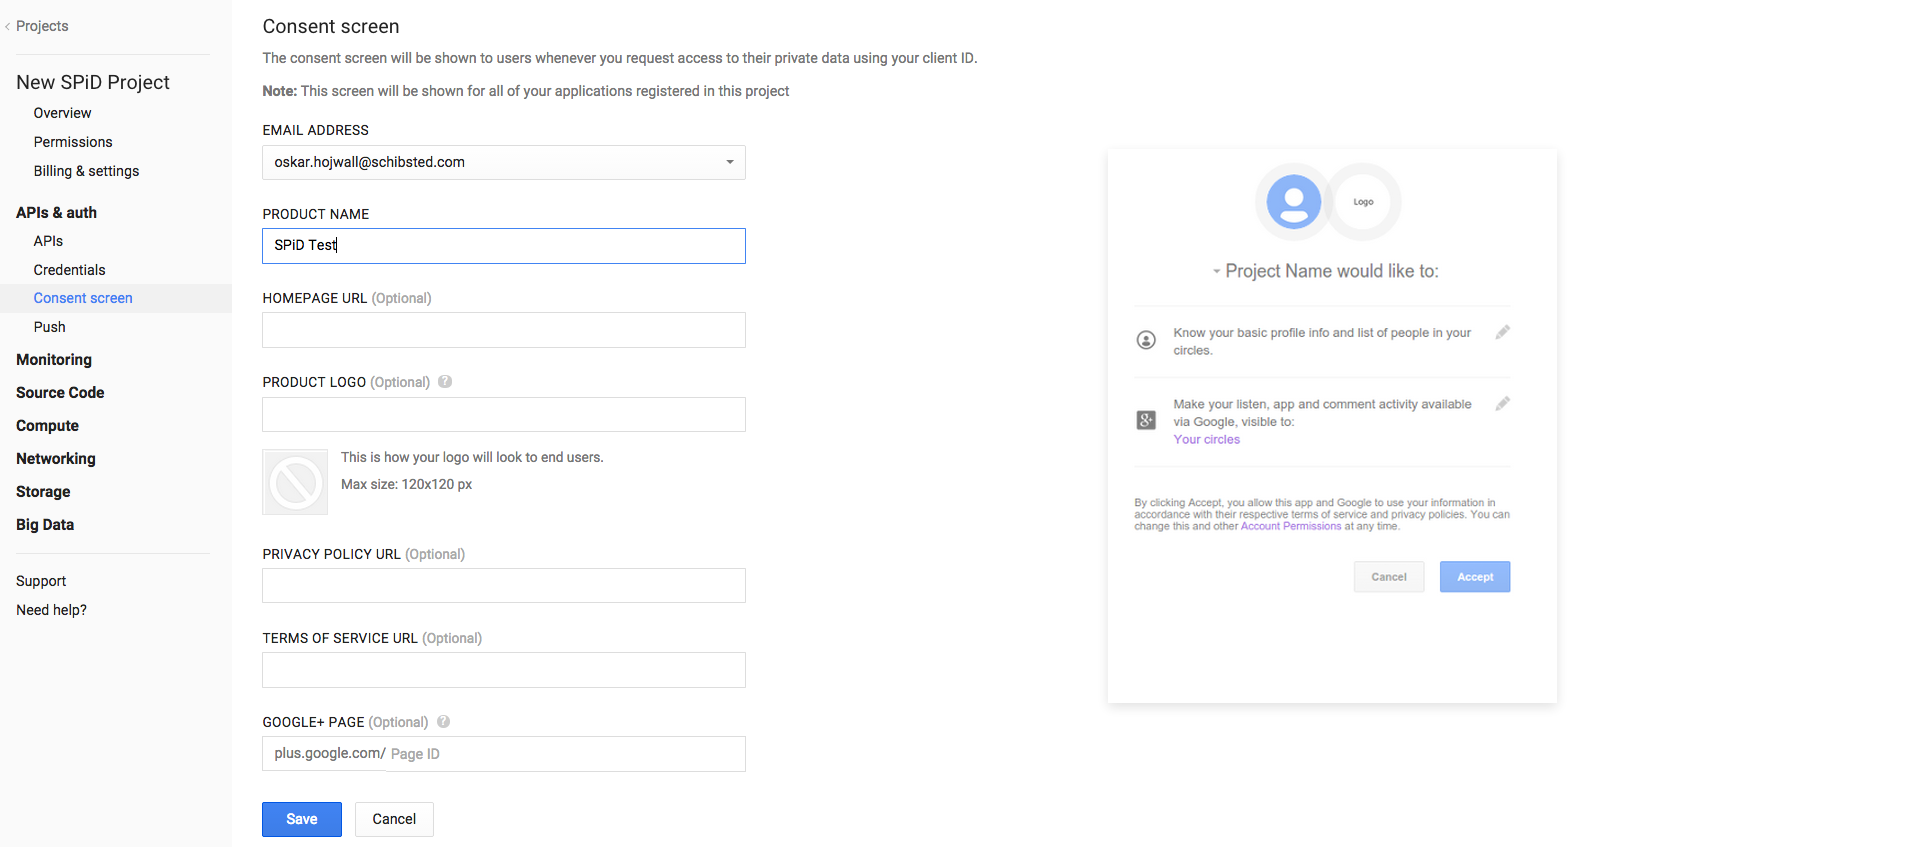 Projects
New SPiD Project
Overview
Permissions
Billing & settings
APIs & auth
APIs
Credentials
Consent screen
Push
Monitoring
Source Code
Compute
Networking
Storage
Big Data
Support
Need help?
Consent screen
The consent screen will be shown to users whenever you request access to their private data using your client ID.
Note: This screen will be shown for all of your applications registered in this project
EMAIL ADDRESS
oskar.hojwall@schibsted.com
PRODUCT NAME
SPiD Test
HOMEPAGE URL (Optional)
PRODUCT LOGO (Optional) ?
This is how your logo will look to end users.
Max size: 120x120 px
PRIVACY POLICY URL (Optional)
TERMS OF SERVICE URL (Optional)
GOOGLE+ PAGE (Optional) ?
plus.google.com/ Page ID
Save Cancel
Logo
Project Name would like to:
Know your basic profile info and list of people in your
circles.
g+
Make your listen, app and comment activity available
via Google, visible to:
Your circles
By clicking Accept, you allow this app and Google to use your information in
accordance with their respective terms of service and privacy policies. You can
change this and other Account Permissions at any time.
Cancel Accept